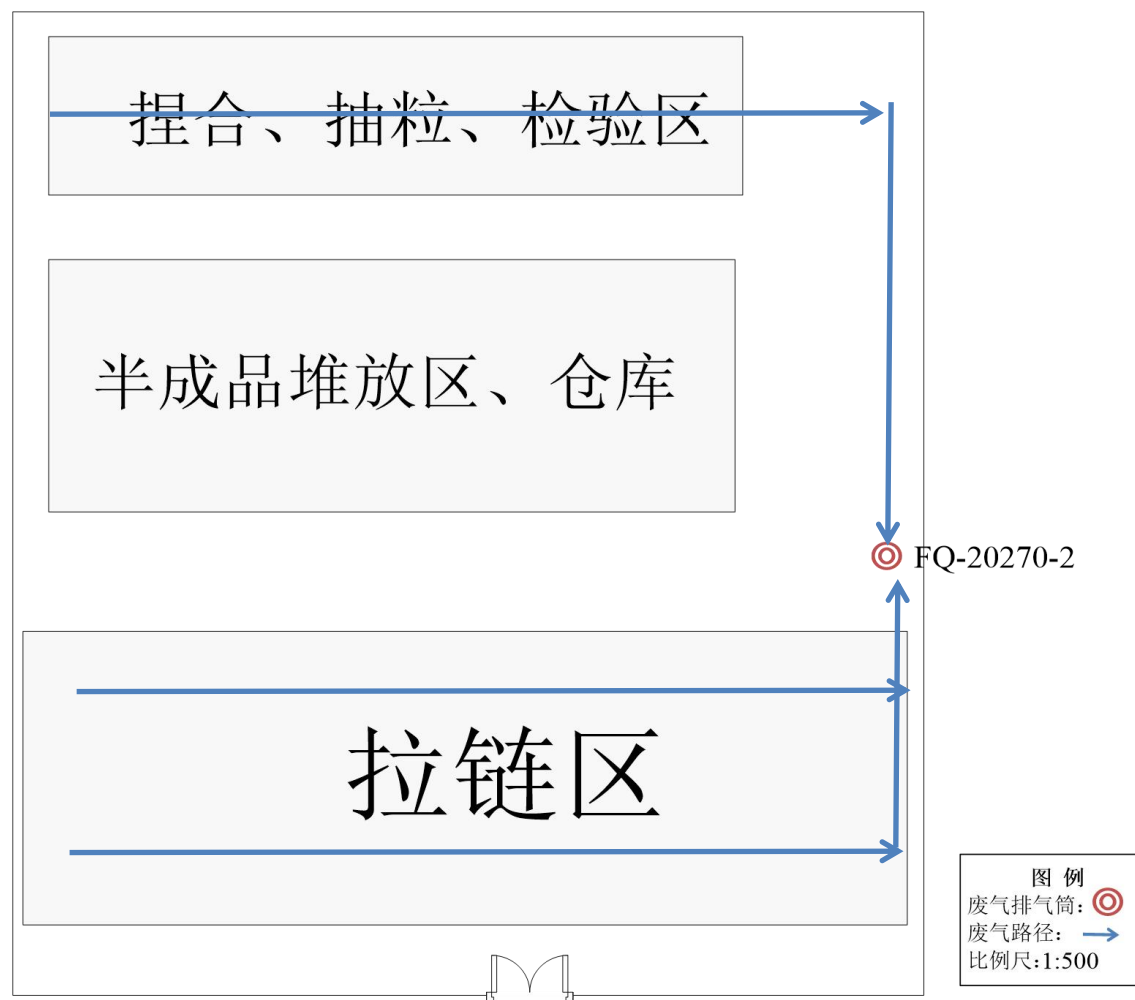 捏合、抽粒、检验区
半成品堆放区、仓库
FQ-20270-2
拉链区
图 例
废气排气筒:
废气路径:
比例尺:1:500